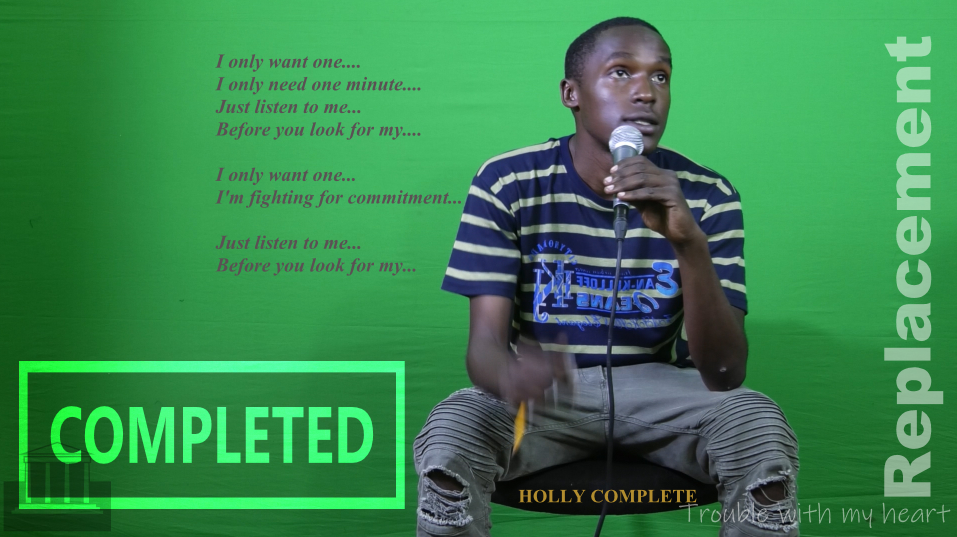 I only want one....
I only need one minute....
Just listen to me...
Before you look for my....
I only want one...
I'm fighting for commitment...
Just listen to me...
Before you look for my...
Replacement
COMPLETED
HOLLY COMPLETE
Trouble with my heart